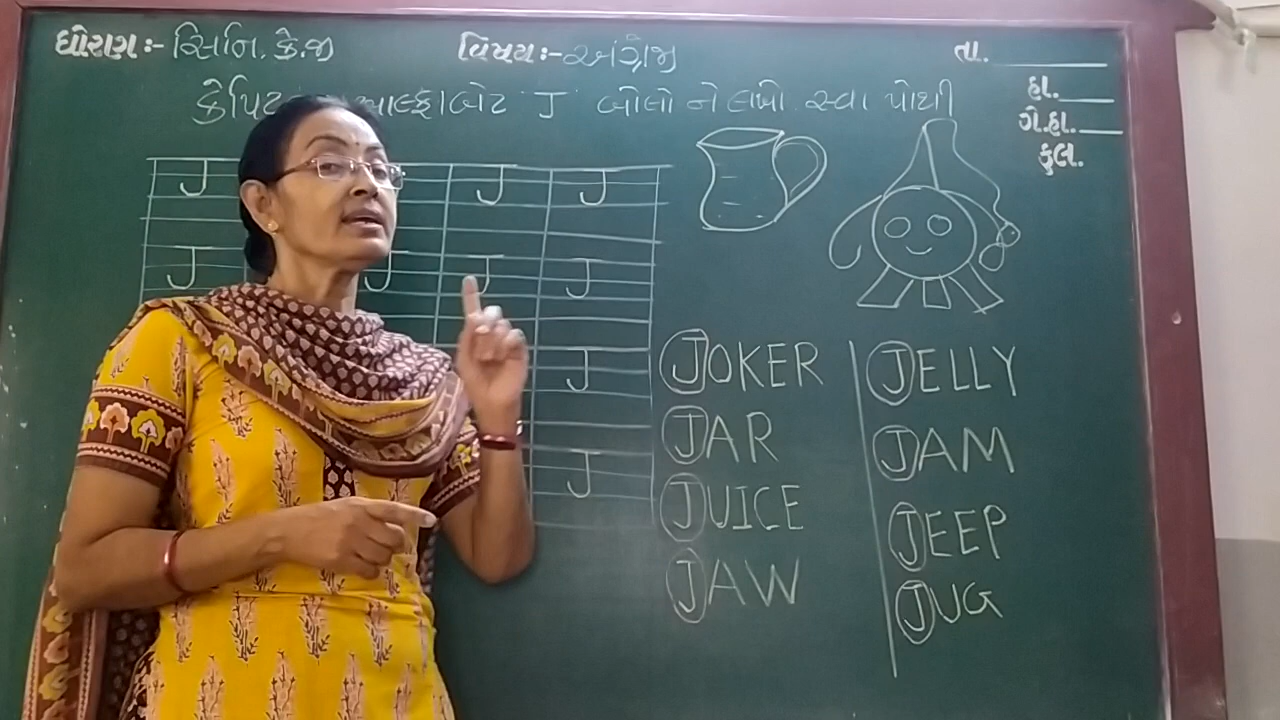 ધોરણ:- સિનિ. કે.જી વિષય:- અંગ્રેજી તા.
હા.
કેપિટ આલ્ફાબેટ 'J' બોલો ને લખો. સ્વા પોથી
ગે.હા.
કુલ.
J J J
J J J J
J
J
JOKER JELLY
JAR JAM
JUICE JEEP
JAW JUG